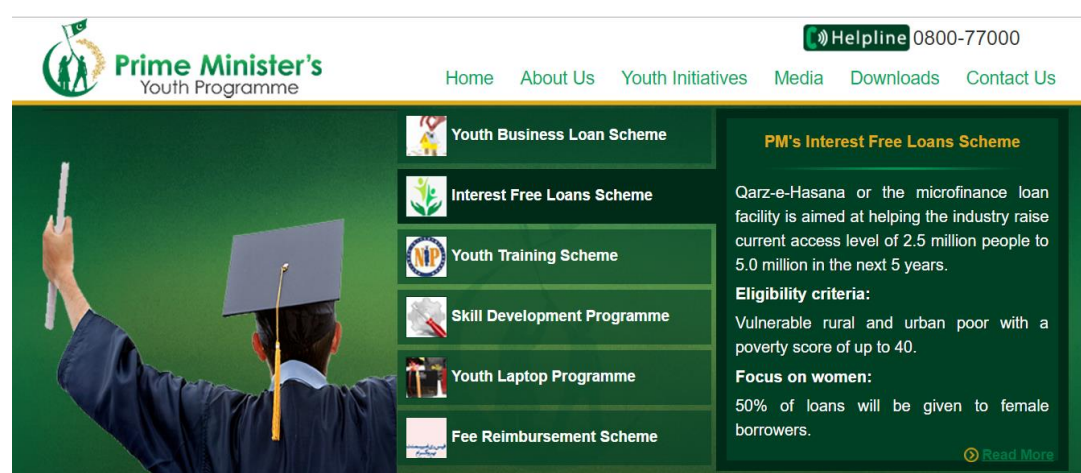 Helpline 0800-77000
Prime Minister's
Youth Programme
Home About Us Youth Initiatives Media Downloads Contact Us
Youth Business Loan Scheme
Interest Free Loans Scheme
NIP
Youth Training Scheme
Skill Development Programme
Youth Laptop Programme
Fee Reimbursement Scheme
PM's Interest Free Loans Scheme
Qarz-e-Hasana or the microfinance loan
facility is aimed at helping the industry raise
current access level of 2.5 million people to
5.0 million in the next 5 years.
Eligibility criteria:
Vulnerable rural and urban poor with a
poverty score of up to 40.
Focus on women:
50% of loans will be given to female
borrowers.
Read More